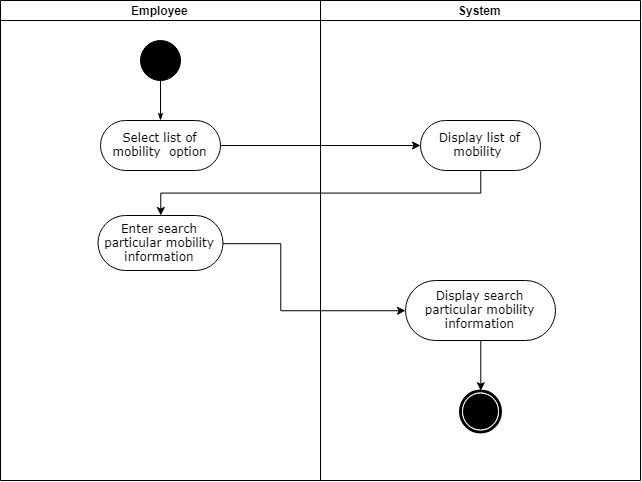 Employee
System
Select list of
mobility option
Display list of
mobility
Enter search
particular mobility
information
Display search
particular mobility
information